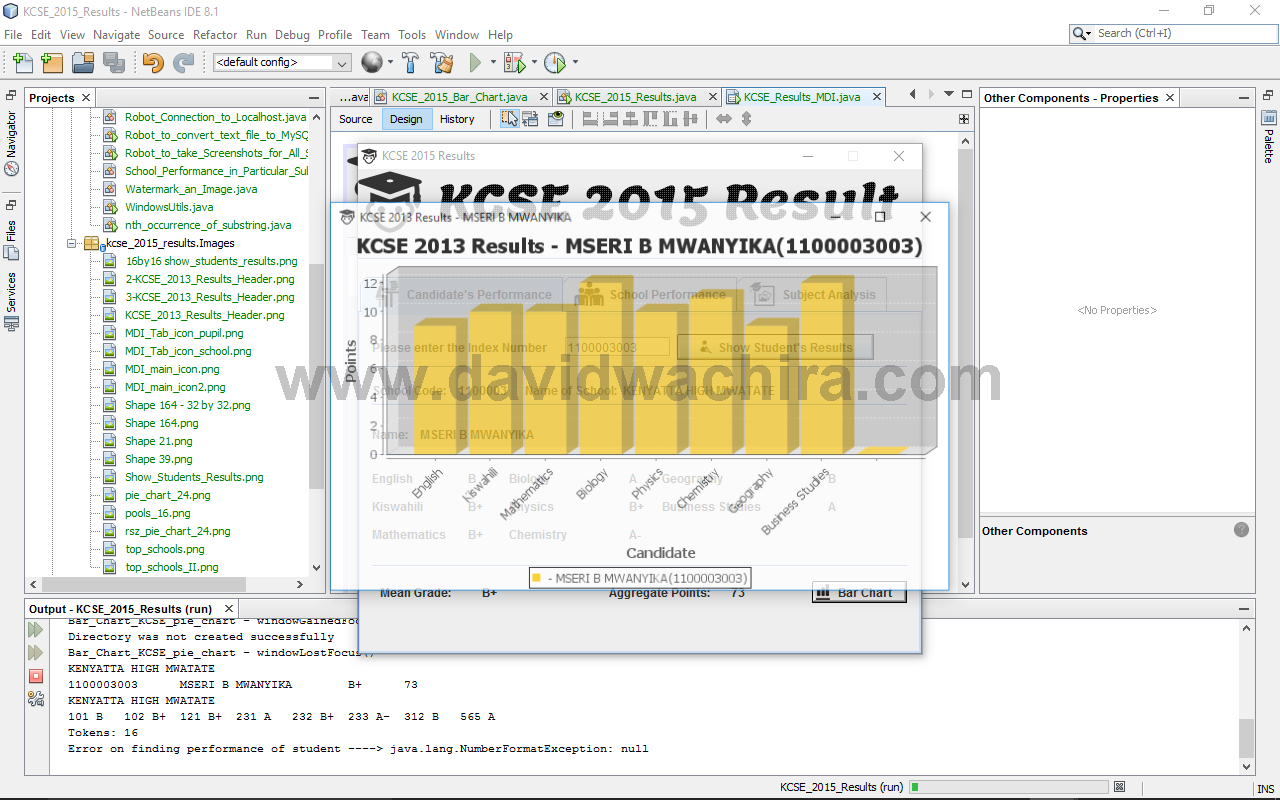 KCSE_2015_Results - NetBeans IDE 8.1
File Edit View Navigate Source Refactor Run Debug Profile Team Tools Window Help
Search (Ctrl+I)
<default config>
Projects
Robot_Connection_to_Localhost.java
Robot_to_convert_text_file_to_MySQ
Robot_to_take_Screenshots_for_All_S
School_Performance_in_Particular_Su
Watermark_an_Image.java
WindowsUtils.java
nth_occurrence_of_substring.java
kcse_2015_results.Images
16by16 show_students_results.png
2-KCSE_2013_Results_Header.png
3-KCSE_2013_Results_Header.png
KCSE_2013_Results_Header.png
MDI_Tab_icon_pupil.png
MDI_Tab_icon_school.png
MDI_main_icon.png
MDI_main_icon2.png
Shape 164 - 32 by 32.png
Shape 164.png
Shape 21.png
Shape 39.png
Show_Students_Results.png
pie_chart_24.png
pools_16.png
rsz_pie_chart_24.png
top_schools.png
top_schools_II.png
Navigator
Files
Services
...ava KCSE_2015_Bar_Chart.java KCSE_2015_Results.java KCSE_Results_MDI.java
Source Design History
KCSE 2015 Results
KCSE 2015 Result
KCSE 2013 Results - MSERI B MWANYIKA
KCSE 2013 Results - MSERI B MWANYIKA(1100003003)
Candidate's Performance School Performance Subject Analysis
Please enter the Index Number 1100003003 Show Student's Results
School Code: 1100003 Name of School: KENYATTA HIGH MWATATE
Name: MSERI B MWANYIKA
English B Biology A Geography B
Kiswahili B+ Physics B+ Business Studies A
Mathematics B+ Chemistry A-
Points
12
10
8
6
4
2
0
English
Kiswahili
Mathematics
Biology
Physics
Chemistry
Geography
Business Studies
Candidate
- MSERI B MWANYIKA(1100003003)
Mean Grade: B+ Aggregate Points: 73 Bar Chart
www.davidwachira.com
Other Components - Properties
<No Properties>
Other Components
Palette
Output - KCSE_2015_Results (run)
Bar_Chart_KCSE_pie_chart - windowGainedFoc
Directory was not created successfully
Bar_Chart_KCSE_pie_chart - windowLostFocus()
KENYATTA HIGH MWATATE
1100003003 MSERI B MWANYIKA B+ 73
KENYATTA HIGH MWATATE
101 B 102 B+ 121 B+ 231 A 232 B+ 233 A- 312 B 565 A
Tokens: 16
Error on finding performance of student ----> java.lang.NumberFormatException: null
KCSE_2015_Results (run)
INS